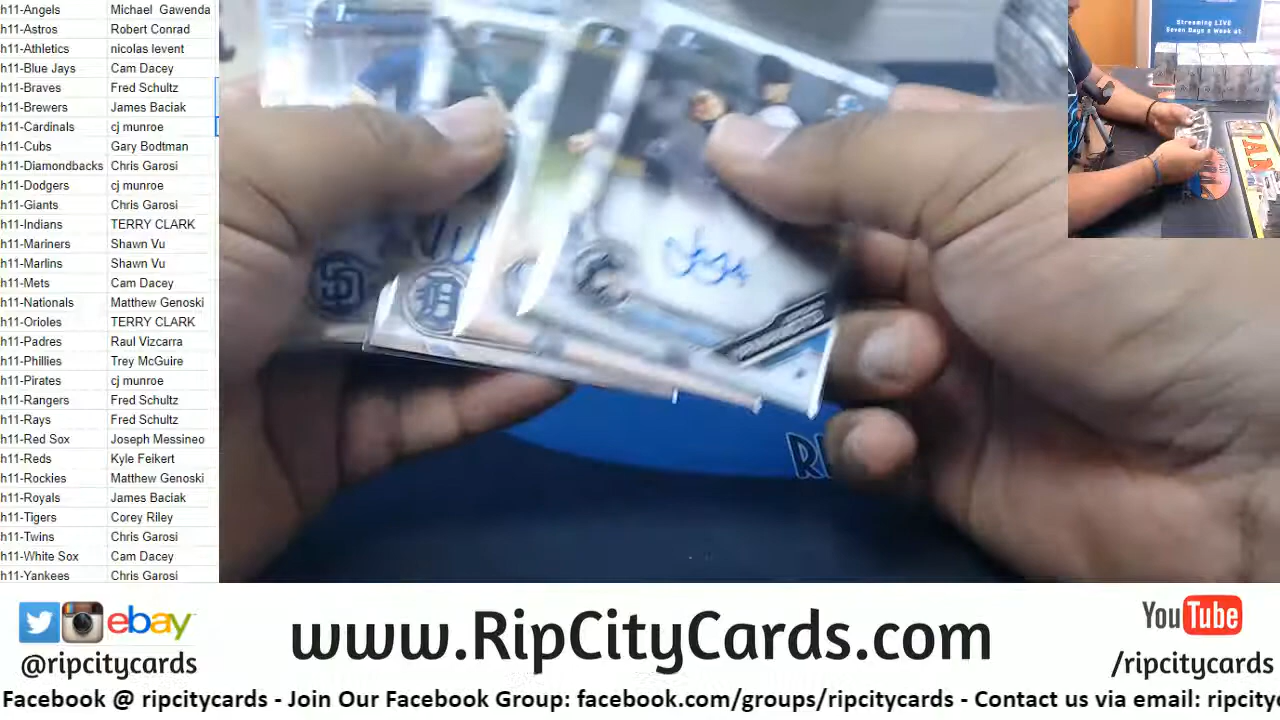 h11-Angels Michael Gawenda
h11-Astros Robert Conrad
h11-Athletics nicolas levent
h11-Blue Jays Cam Dacey
h11-Braves Fred Schultz
h11-Brewers James Baciak
h11-Cardinals cj munroe
h11-Cubs Gary Bodtman
h11-Diamondbacks Chris Garosi
h11-Dodgers cj munroe
h11-Giants Chris Garosi
h11-Indians TERRY CLARK
h11-Mariners Shawn Vu
h11-Marlins Shawn Vu
h11-Mets Cam Dacey
h11-Nationals Matthew Genoski
h11-Orioles TERRY CLARK
h11-Padres Raul Vizcarra
h11-Phillies Trey McGuire
h11-Pirates cj munroe
h11-Rangers Fred Schultz
h11-Rays Fred Schultz
h11-Red Sox Joseph Messineo
h11-Reds Kyle Feikert
h11-Rockies Matthew Genoski
h11-Royals James Baciak
h11-Tigers Corey Riley
h11-Twins Chris Garosi
h11-White Sox Cam Dacey
h11-Yankees Chris Garosi
Streaming LIVE
Seven Days a Week at
SD
D
ebay
@ripcitycards
www.RipCityCards.com
YouTube
/ripcitycards
Facebook @ ripcitycards - Join Our Facebook Group: facebook.com/groups/ripcitycards - Contact us via email: ripcity